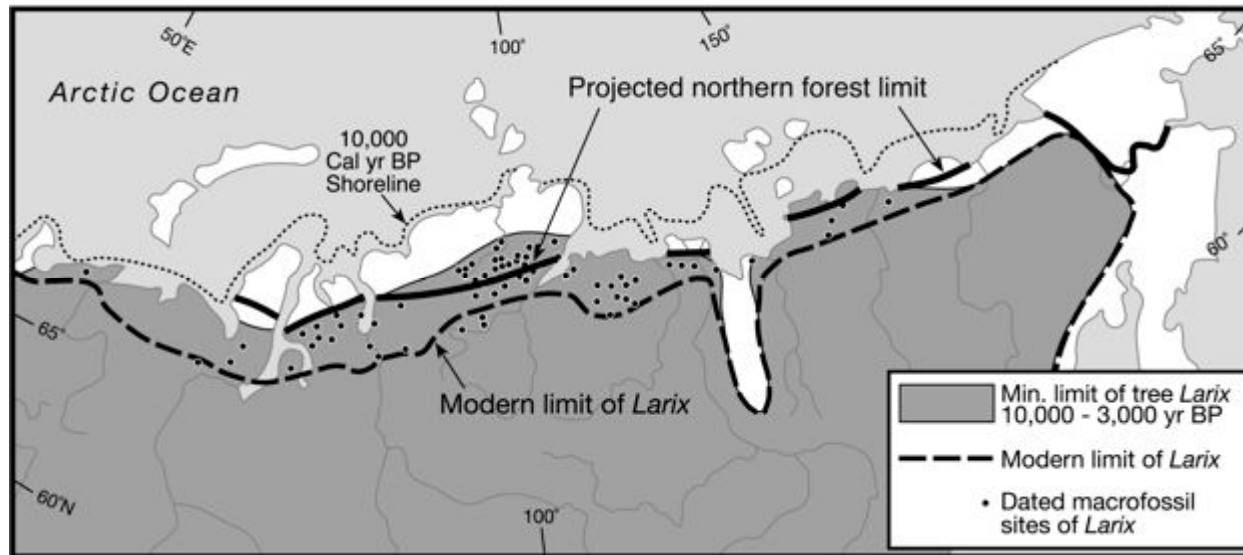 50°E
100°
150°
65°
Arctic Ocean
Projected northern forest limit
10,000
Cal yr BP
Shoreline
60°
65°
Modern limit of Larix
60°N
100°
Min. limit of tree Larix
10,000 - 3,000 yr BP
Modern limit of Larix
Dated macrofossil
sites of Larix